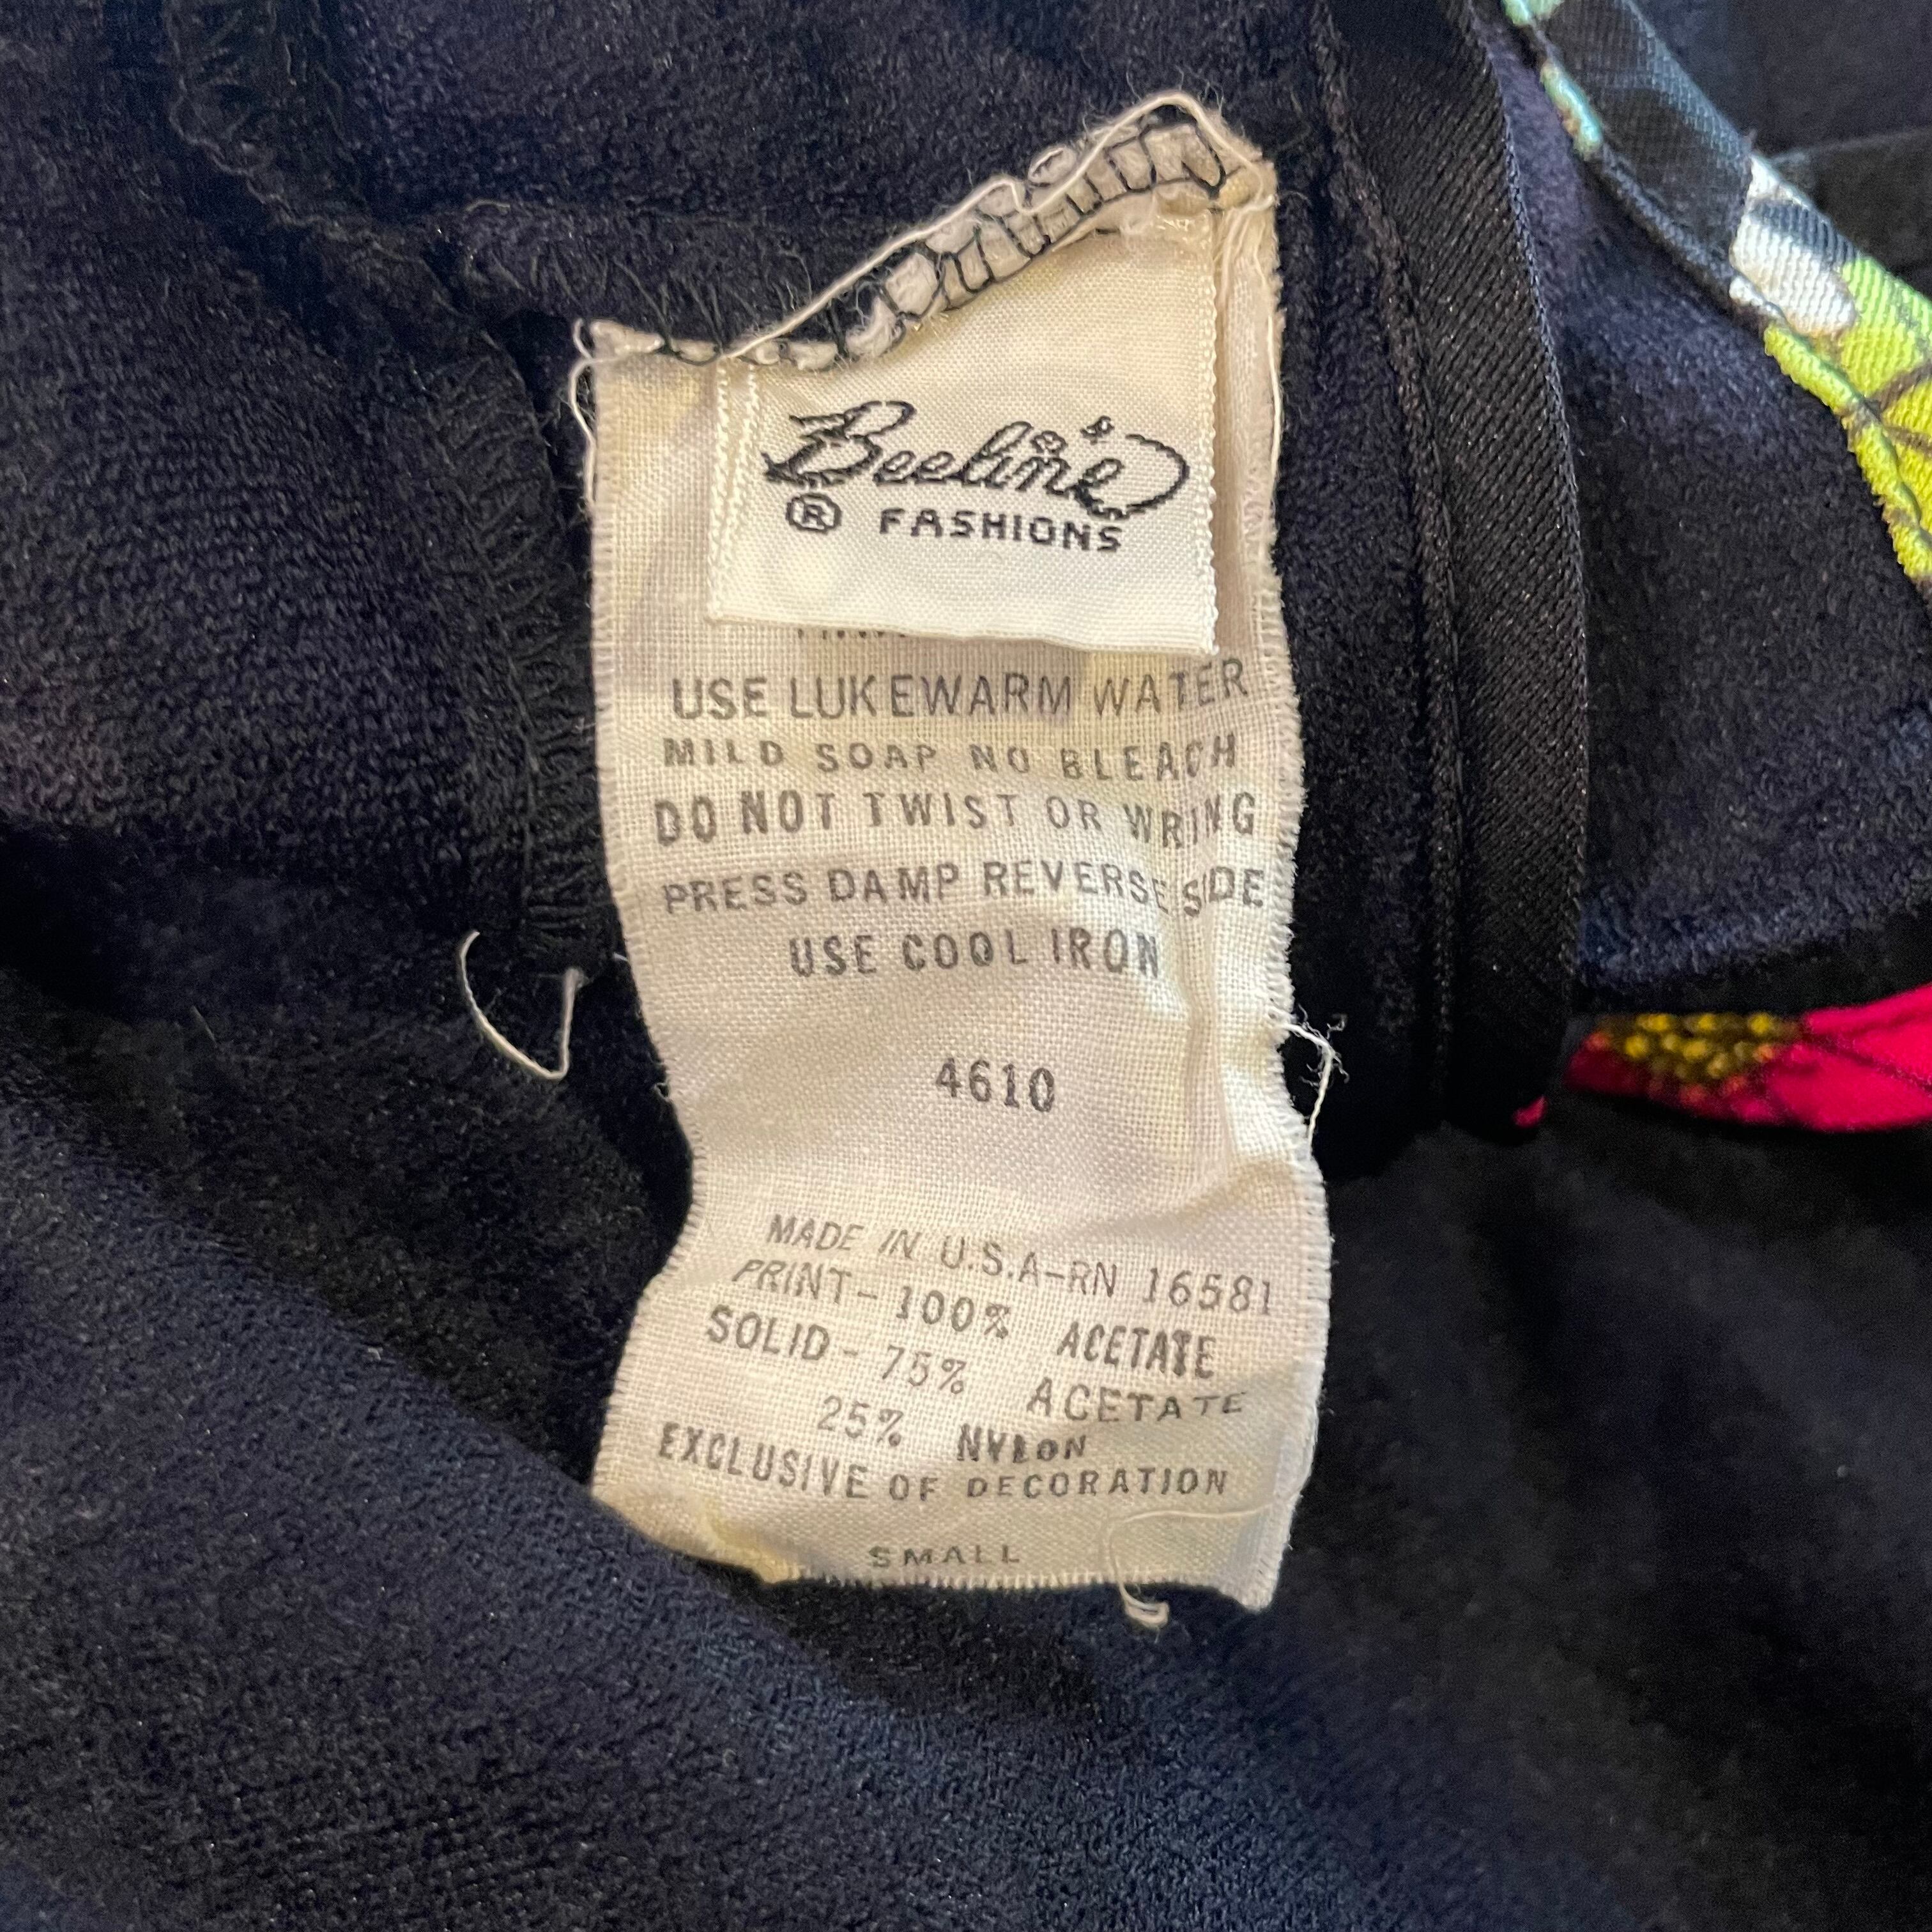 Beeline
® FASHIONS
USE LUKEWARM WATER
MILD SOAP NO BLEACH
DO NOT TWIST OR WRING
PRESS DAMP REVERSE SIDE
USE COOL IRON
4610
MADE IN U.S.A-RN 16581
PRINT- 100% ACETATE
SOLID - 75% ACETATE
25% NYLON
EXCLUSIVE OF DECORATION
SMALL